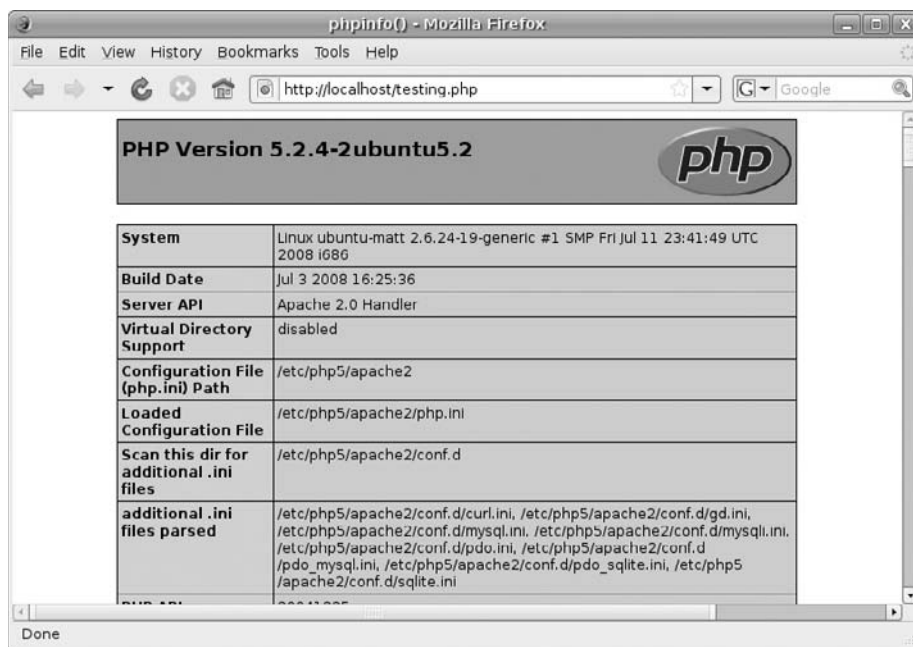 phpinfo() - Mozilla Firefox
File Edit View History Bookmarks Tools Help
http://localhost/testing.php
G Google
PHP Version 5.2.4-2ubuntu5.2
php
System
Linux ubuntu-matt 2.6.24-19-generic #1 SMP Fri Jul 11 23:41:49 UTC
2008 i686
Build Date
Jul 3 2008 16:25:36
Server API
Apache 2.0 Handler
Virtual Directory
Support
disabled
Configuration File
(php.ini) Path
/etc/php5/apache2
Loaded
Configuration File
/etc/php5/apache2/php.ini
Scan this dir for
additional .ini
files
/etc/php5/apache2/conf.d
additional .ini
files parsed
/etc/php5/apache2/conf.d/curl.ini, /etc/php5/apache2/conf.d/gd.ini,
/etc/php5/apache2/conf.d/mysql.ini, /etc/php5/apache2/conf.d/mysqli.ini,
/etc/php5/apache2/conf.d/pdo.ini, /etc/php5/apache2/conf.d
/pdo_mysql.ini, /etc/php5/apache2/conf.d/pdo_sqlite.ini, /etc/php5
/apache2/conf.d/sqlite.ini
PHP API
Done